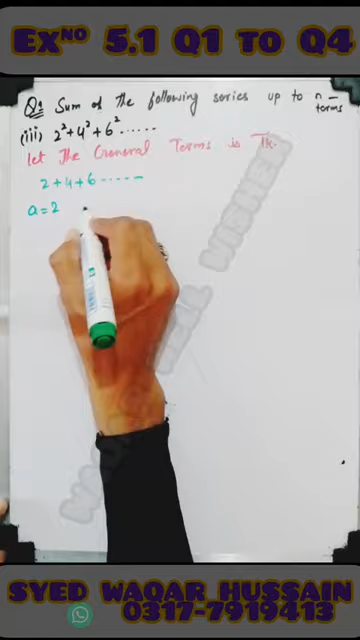 Ex NO 5.1 Q1 TO Q4
Q: Sum of the following series up to n terms
(iii) 2²+4²+6²......
let The General Terms is Tk.
2+4+6.....
a=2
SYED WAQAR HUSSAIN
0317-7919413